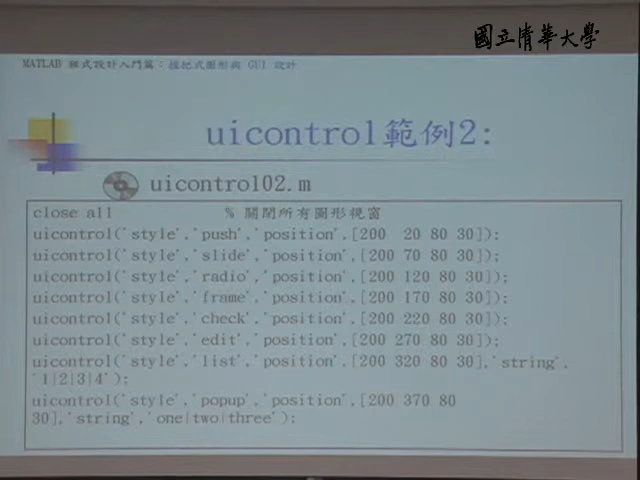 國立清華大學
MATLAB 程式設計入門篇：握把式圖形與 GUI 設計
uicontrol範例2:
uicontrol02.m
close all % 關閉所有圖形視窗
uicontrol('style','push','position',[200 20 80 30]);
uicontrol('style','slide','position',[200 70 80 30]);
uicontrol('style','radio','position',[200 120 80 30]);
uicontrol('style','frame','position',[200 170 80 30]);
uicontrol('style','check','position',[200 220 80 30]);
uicontrol('style','edit','position',[200 270 80 30]);
uicontrol('style','list','position',[200 320 80 30],'string',
'1|2|3|4');
uicontrol('style','popup','position',[200 370 80
30],'string','one|two|three');